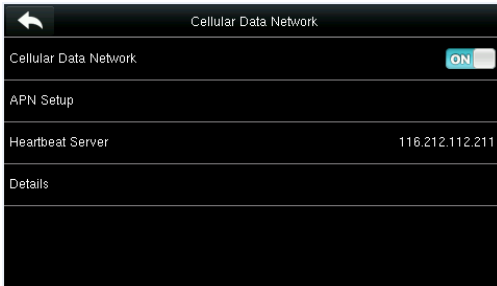 Cellular Data Network
Cellular Data Network ON
APN Setup
Heartbeat Server 116.212.112.211
Details